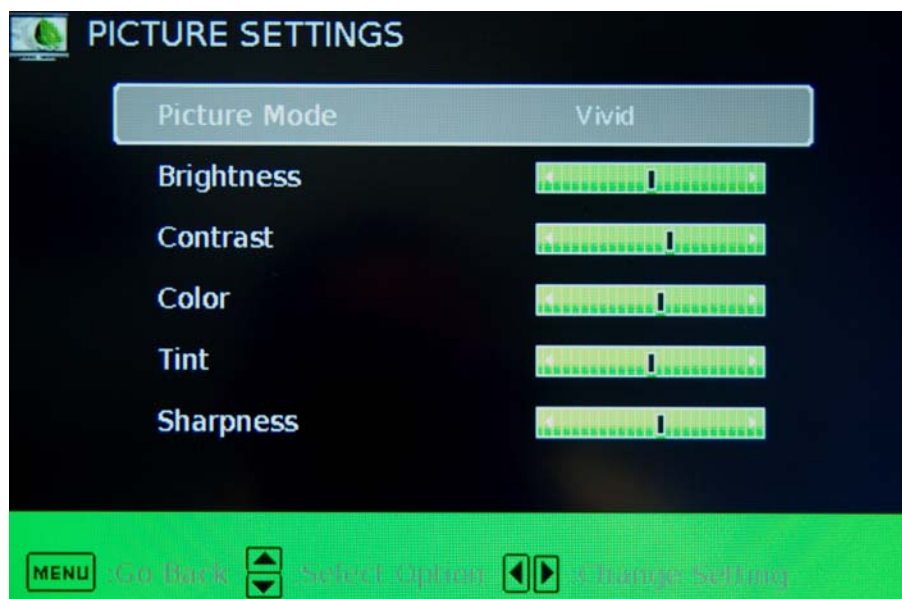 PICTURE SETTINGS
Picture Mode Vivid
Brightness
Contrast
Color
Tint
Sharpness
MENU :Go Back :Select Option :Change Setting